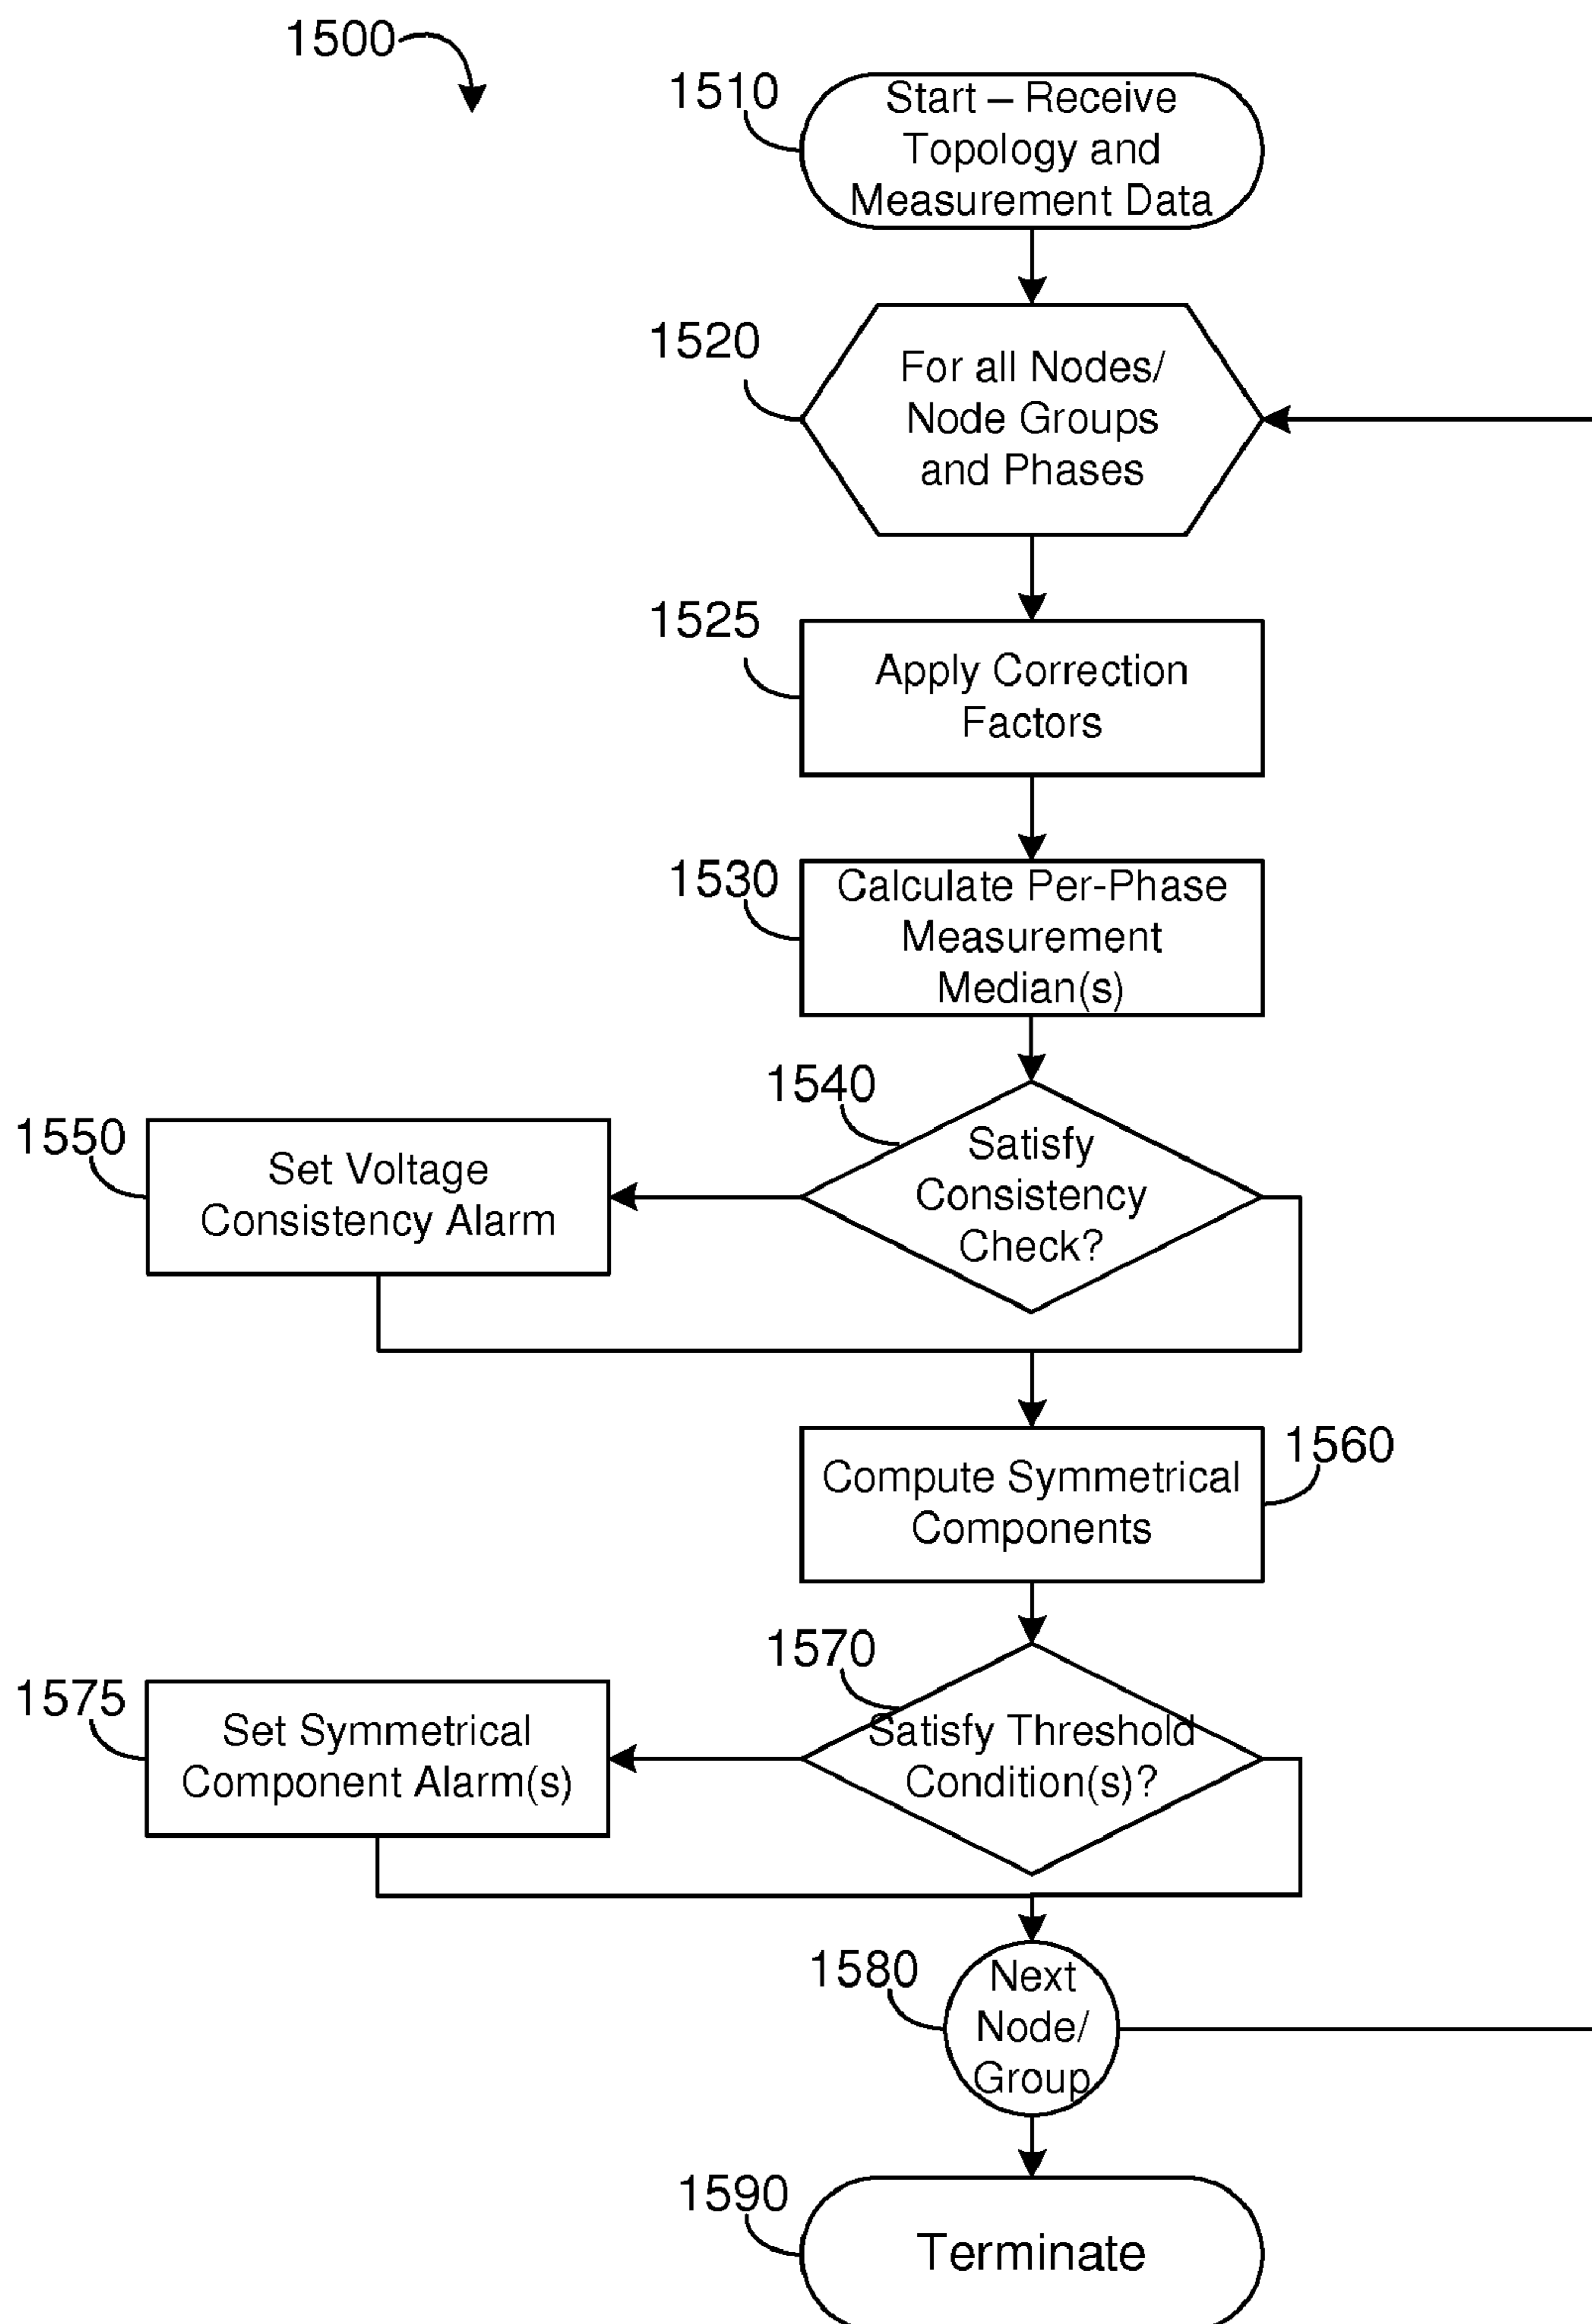 1500
1510
Start – Receive
Topology and
Measurement Data
1520
For all Nodes/
Node Groups
and Phases
1525
Apply Correction
Factors
1530
Calculate Per-Phase
Measurement
Median(s)
1540
Satisfy
Consistency
Check?
1550
Set Voltage
Consistency Alarm
1560
Compute Symmetrical
Components
1570
Satisfy Threshold
Condition(s)?
1575
Set Symmetrical
Component Alarm(s)
1580
Next
Node/
Group
1590
Terminate